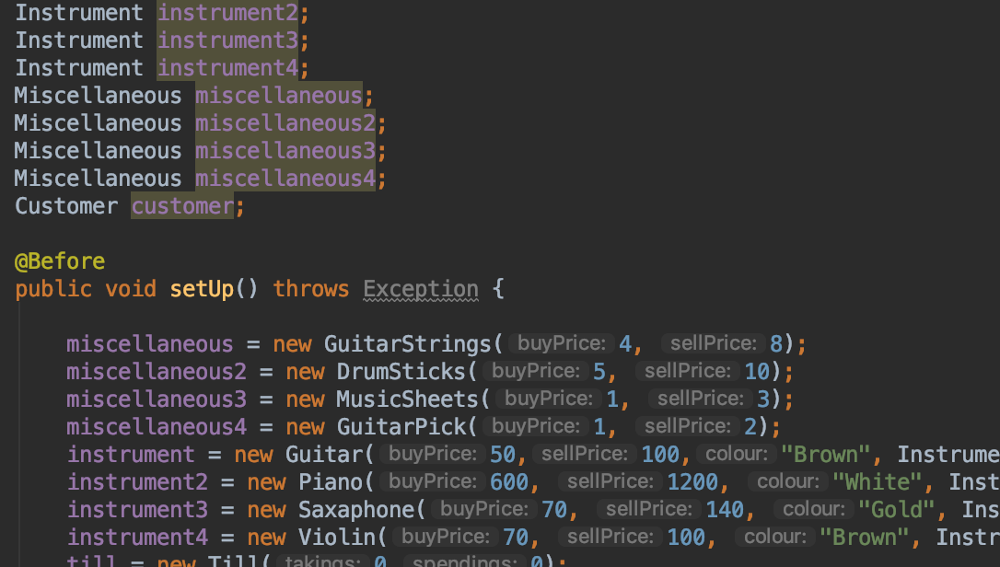 Instrument instrument2;
Instrument instrument3;
Instrument instrument4;
Miscellaneous miscellaneous;
Miscellaneous miscellaneous2;
Miscellaneous miscellaneous3;
Miscellaneous miscellaneous4;
Customer customer;
@Before
public void setUp() throws Exception {
miscellaneous = new GuitarStrings( buyPrice: 4, sellPrice: 8);
miscellaneous2 = new DrumSticks( buyPrice: 5, sellPrice: 10);
miscellaneous3 = new MusicSheets( buyPrice: 1, sellPrice: 3);
miscellaneous4 = new GuitarPick( buyPrice: 1, sellPrice: 2);
instrument = new Guitar( buyPrice: 50, sellPrice: 100, colour: "Brown", Instrume
instrument2 = new Piano( buyPrice: 600, sellPrice: 1200, colour: "White", Inst
instrument3 = new Saxaphone( buyPrice: 70, sellPrice: 140, colour: "Gold", Ins
instrument4 = new Violin( buyPrice: 70, sellPrice: 100, colour: "Brown", Instr
till = new Till( takings: 0, spendings: 0);